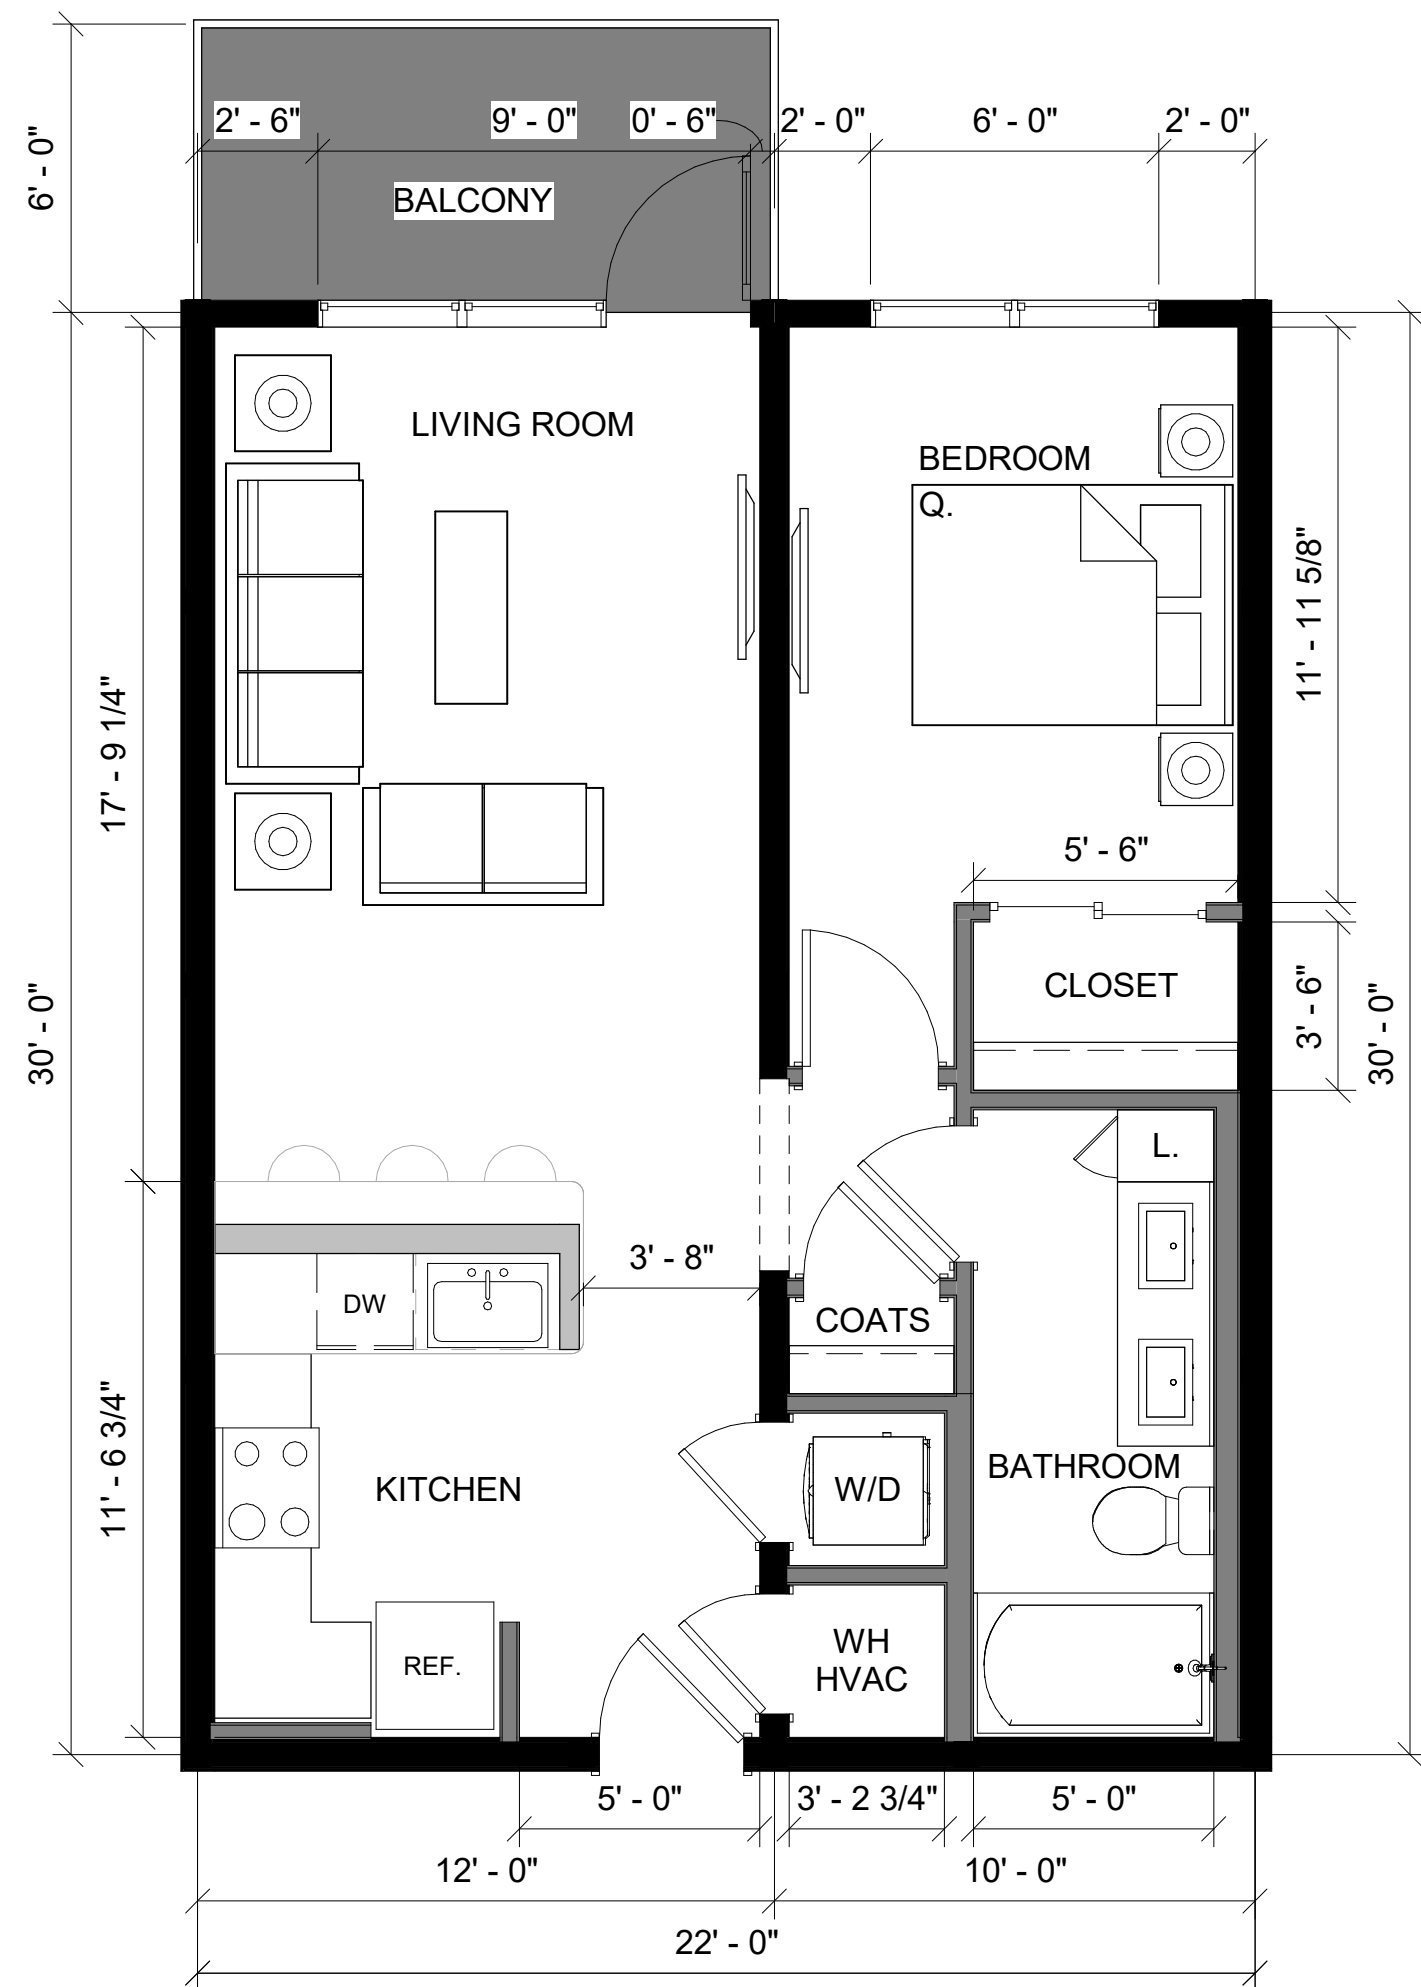 2' - 6"
9' - 0"
0' - 6"
2' - 0"
6' - 0"
2' - 0"
6' - 0"
BALCONY
LIVING ROOM
BEDROOM
Q.
11' - 11 5/8"
17' - 9 1/4"
5' - 6"
CLOSET
3' - 6"
30' - 0"
30' - 0"
L.
3' - 8"
DW
COATS
11' - 6 3/4"
KITCHEN
W/D
BATHROOM
REF.
WH
HVAC
5' - 0"
3' - 2 3/4"
5' - 0"
12' - 0"
10' - 0"
22' - 0"